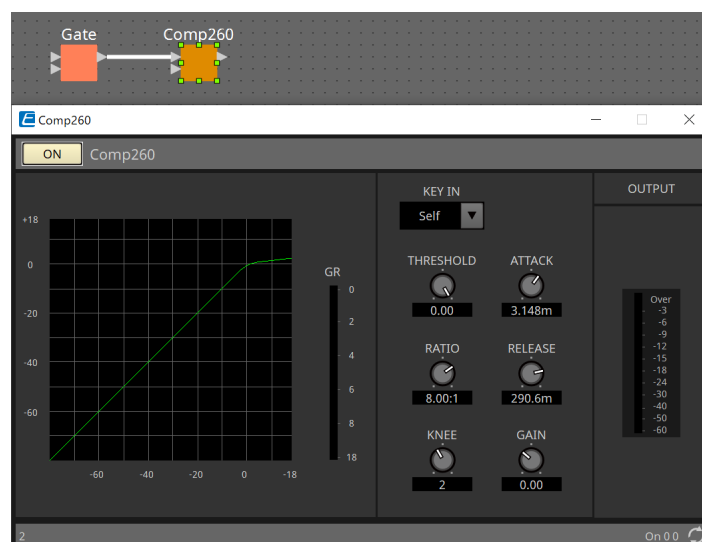 Gate Comp260
E Comp260
ON Comp260
KEY IN
OUTPUT
Self
+18
0
-20
-40
-60
-60 -40 -20 0 -18
GR
0
2
4
6
8
18
THRESHOLD ATTACK
0.00 3.148m
RATIO RELEASE
8.00:1 290.6m
KNEE GAIN
2 0.00
Over
-3
-6
-9
-12
-15
-18
-24
-30
-40
-50
-60
2 On 0 0